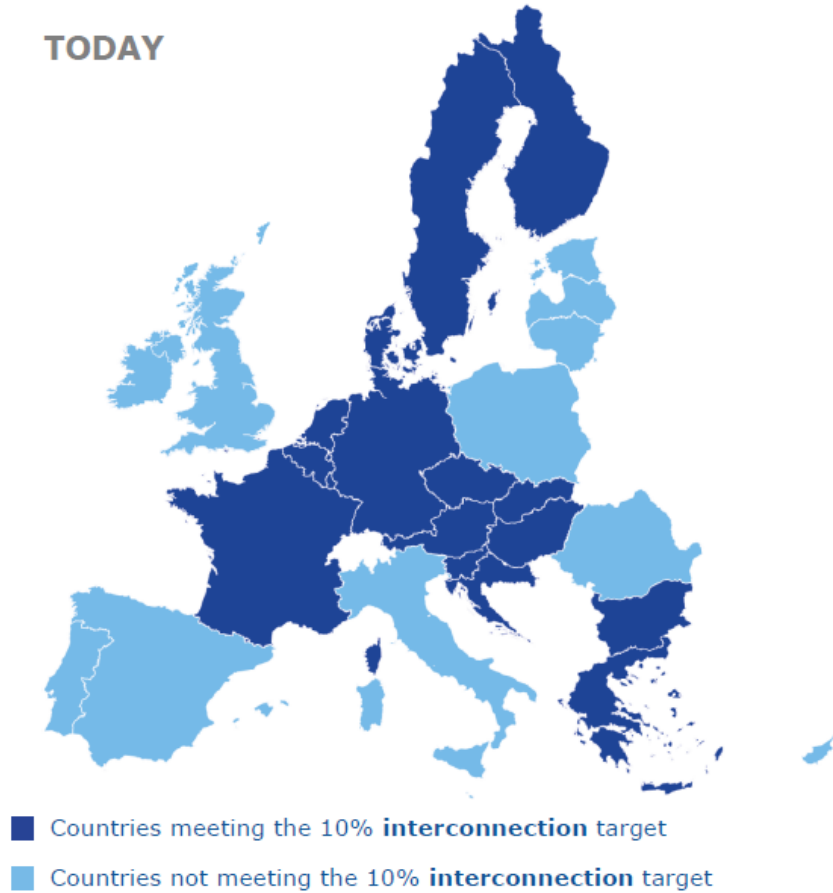 TODAY
Countries meeting the 10% interconnection target
Countries not meeting the 10% interconnection target